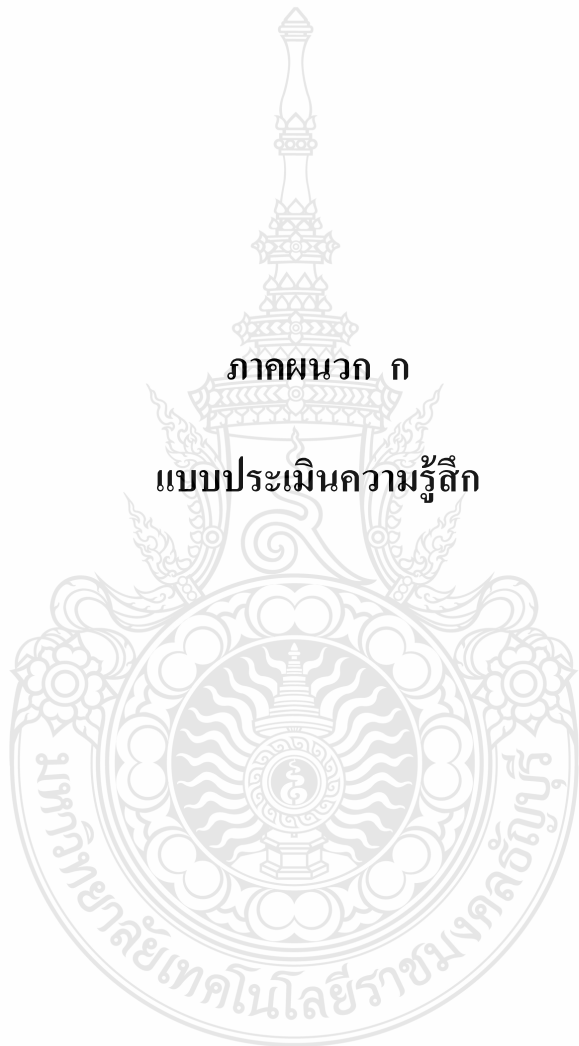 ภาคผนวก ก
แบบประเมินความรู้สึก
มหาวิทยาลัยเทคโนโลยีราชมงคลธัญบุรี